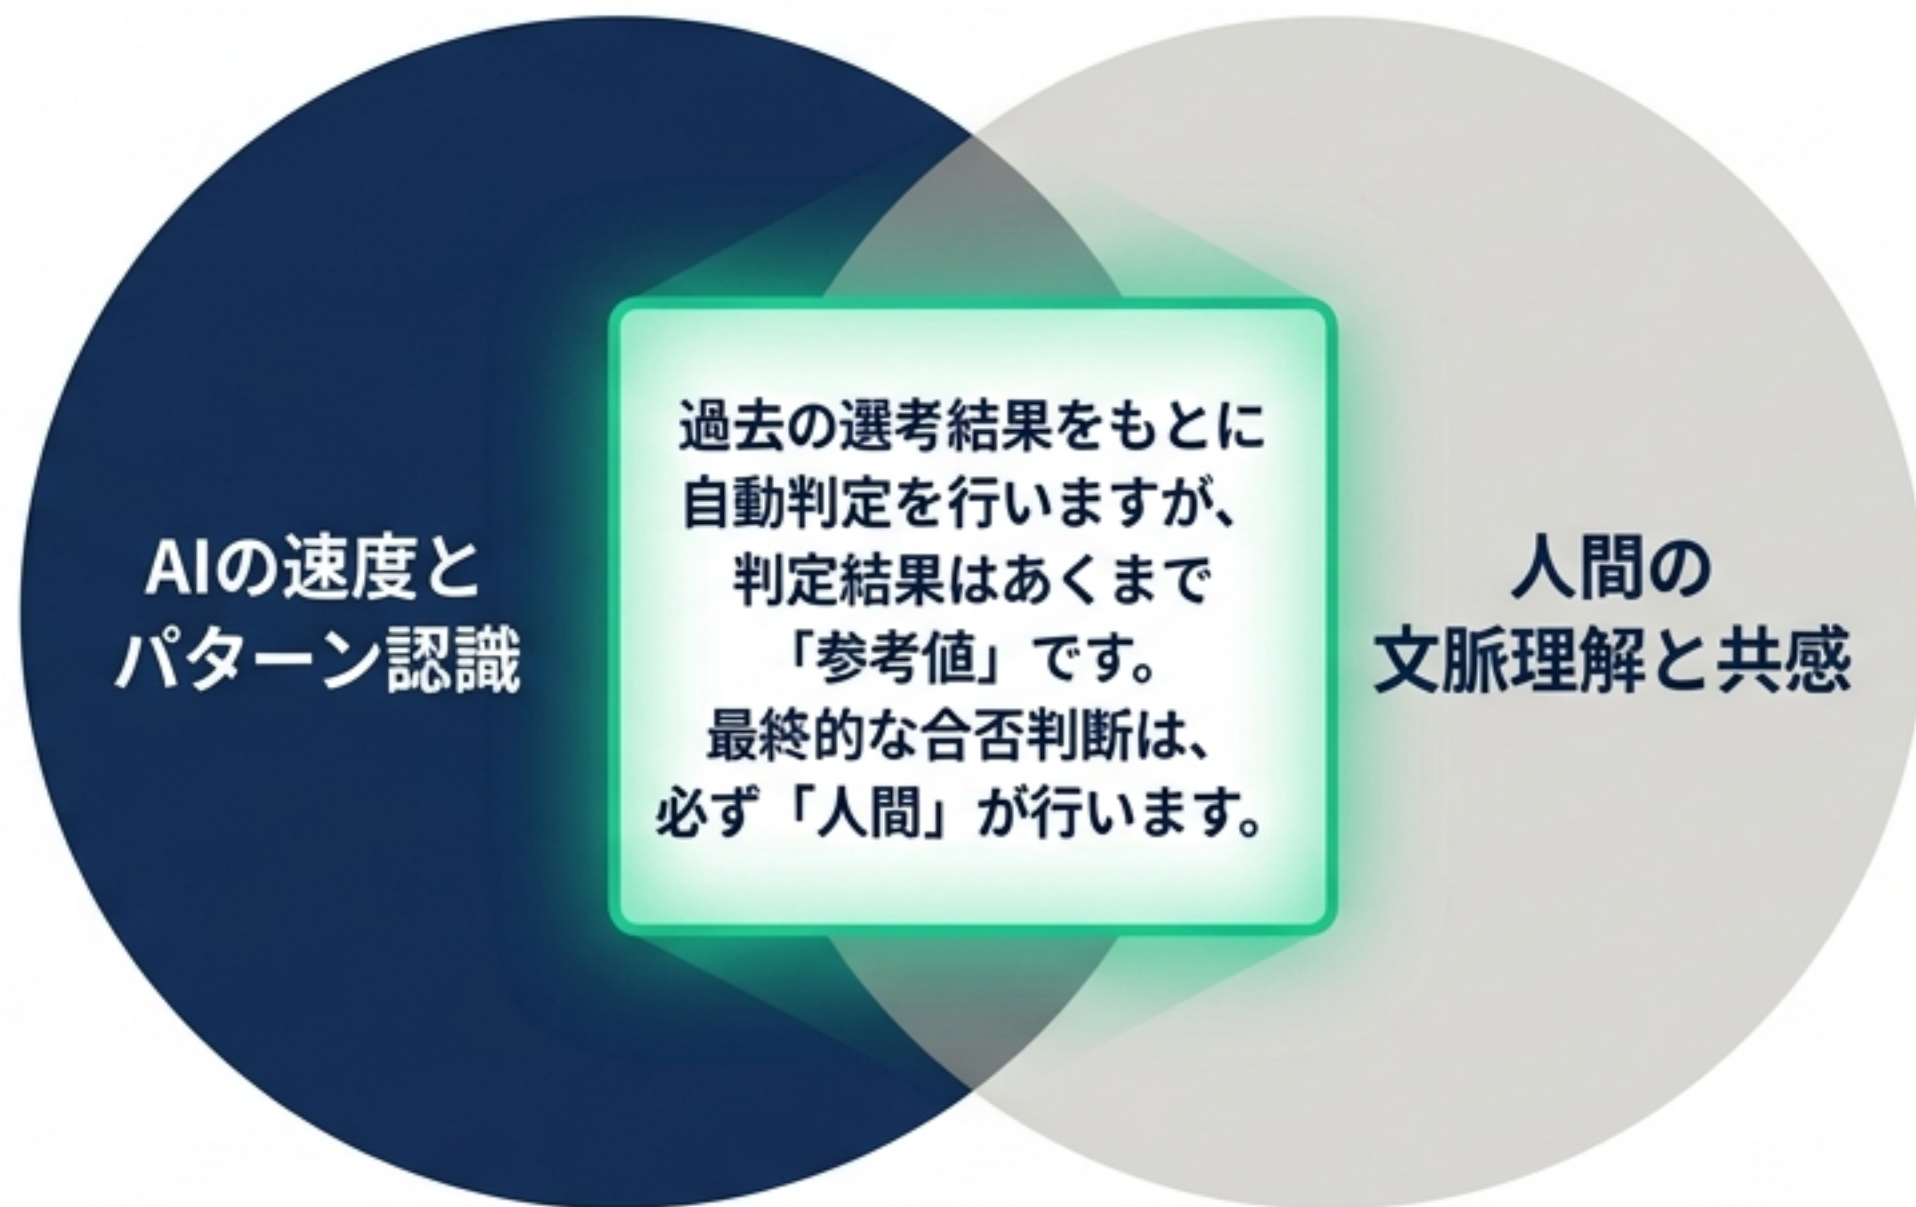 AIの速度と
パターン認識
過去の選考結果をもとに
自動判定を行いますが、
判定結果はあくまで
「参考値」です。
最終的な合否判断は、
必ず「人間」が行います。
人間の
文脈理解と共感